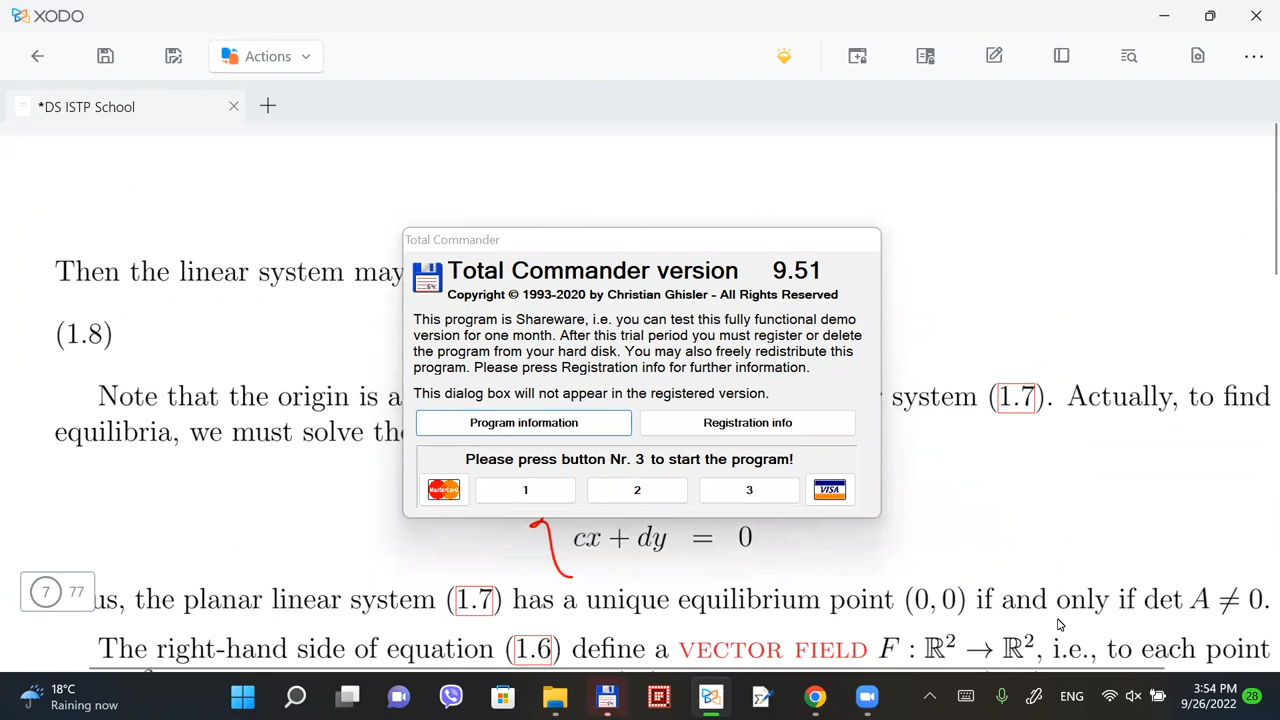 XODO
Actions
*DS ISTP School
Then the linear system may
(1.8)
Note that the origin is a
system (1.7). Actually, to find
equilibria, we must solve the
Total Commander
Total Commander version 9.51
Copyright © 1993-2020 by Christian Ghisler - All Rights Reserved
This program is Shareware, i.e. you can test this fully functional demo
version for one month. After this trial period you must register or delete
the program from your hard disk. You may also freely redistribute this
program. Please press Registration info for further information.
This dialog box will not appear in the registered version.
Program information
Registration info
Please press button Nr. 3 to start the program!
MasterCard 1 2 3 VISA
cx + dy = 0
7 77
us, the planar linear system (1.7) has a unique equilibrium point (0, 0) if and only if det A ≠ 0.
The right-hand side of equation (1.6) define a VECTOR FIELD F : ℝ² → ℝ², i.e., to each point
18°C
Raining now
ENG
3:54 PM
9/26/2022
28